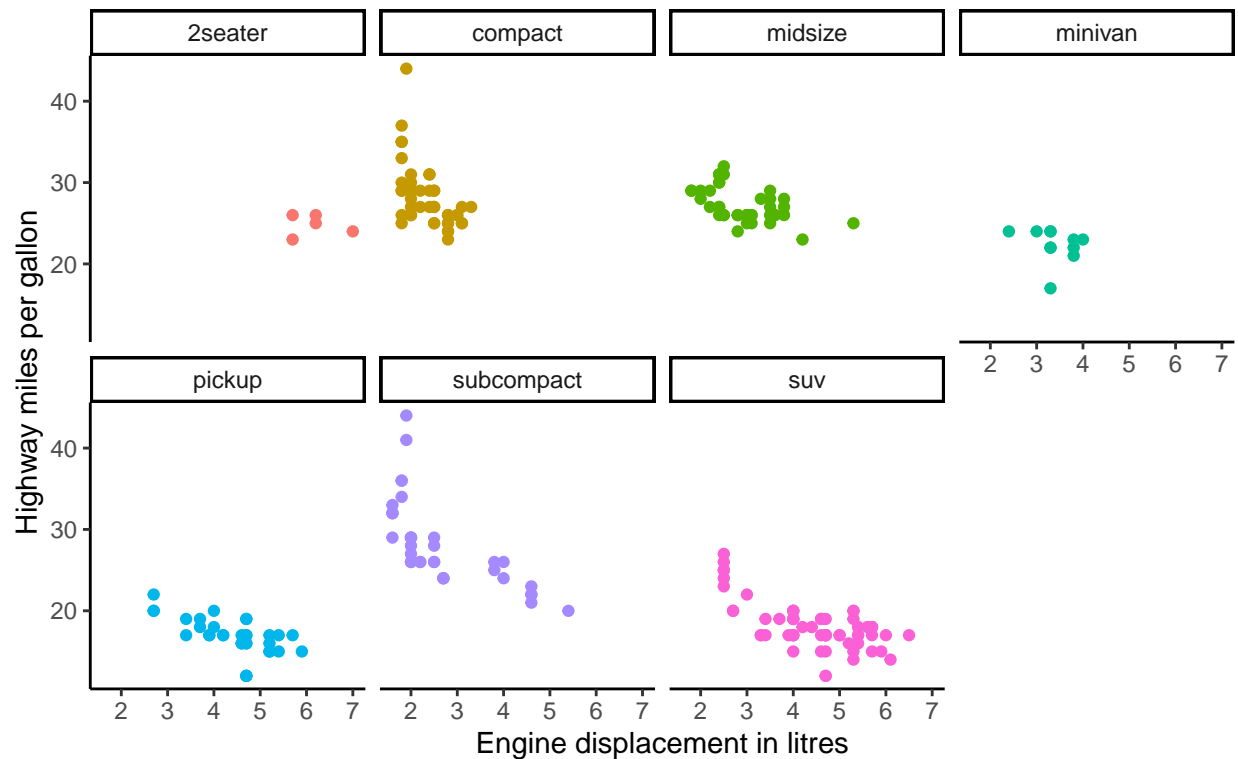 2seater compact midsize minivan
40
30
20
2 3 4 5 6 7
pickup subcompact suv
40
30
20
2 3 4 5 6 7 2 3 4 5 6 7 2 3 4 5 6 7
Engine displacement in litres
Highway miles per gallon